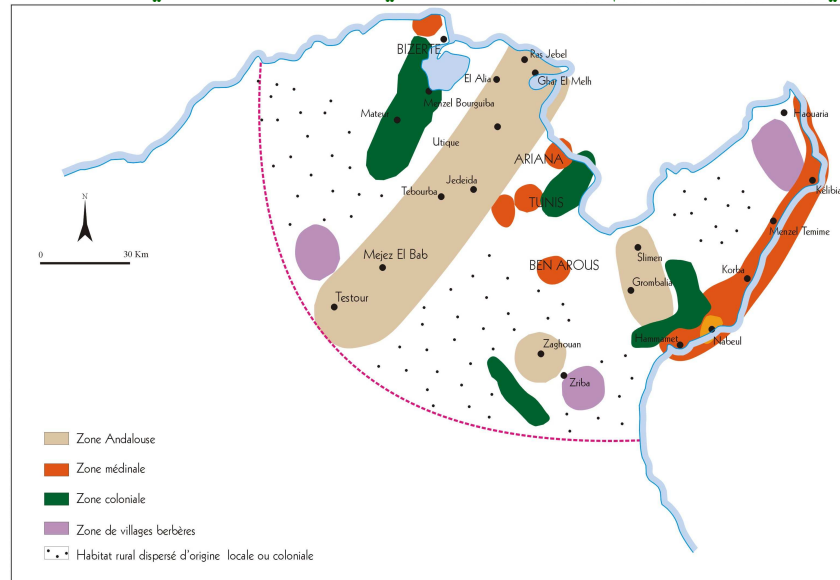 BIZERTE
Ras Jebel
El Alia
Ghar El Melh
Menzel Bourguiba
Mateur
Utique
Haouaria
ARIANA
Kélibia
Jedeida
Tebourba
TUNIS
Menzel Temime
N
0 30 Km
Mejez El Bab
BEN AROUS
Slimen
Korba
Grombalia
Testour
Nabeul
Hammamet
Zaghouan
Zriba
Zone Andalouse
Zone médinale
Zone coloniale
Zone de villages berbères
Habitat rural dispersé d'origine locale ou coloniale